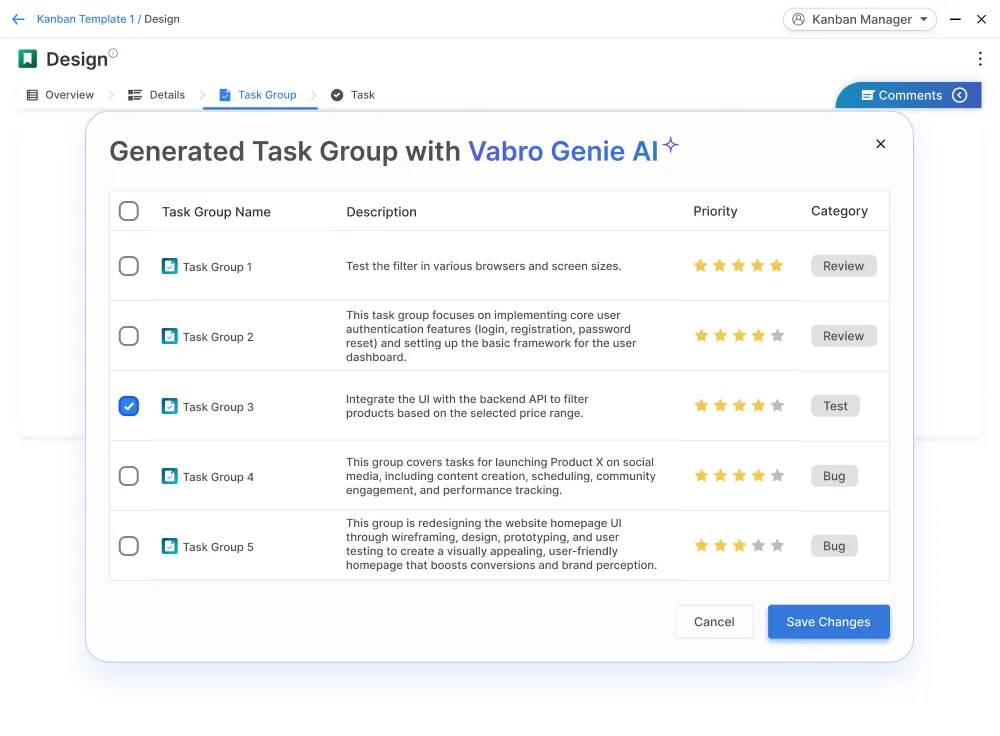 Kanban Template 1 / Design
Kanban Manager
Design
Overview
Details
Task Group
Task
Comments
Generated Task Group with Vabro Genie AI
Task Group Name
Description
Priority
Category
Task Group 1
Test the filter in various browsers and screen sizes.
Review
Task Group 2
This task group focuses on implementing core user
authentication features (login, registration, password
reset) and setting up the basic framework for the user
dashboard.
Review
Task Group 3
Integrate the UI with the backend API to filter
products based on the selected price range.
Test
Task Group 4
This group covers tasks for launching Product X on social
media, including content creation, scheduling, community
engagement, and performance tracking.
Bug
Task Group 5
This group is redesigning the website homepage UI
through wireframing, design, prototyping, and user
testing to create a visually appealing, user-friendly
homepage that boosts conversions and brand perception.
Bug
Cancel
Save Changes